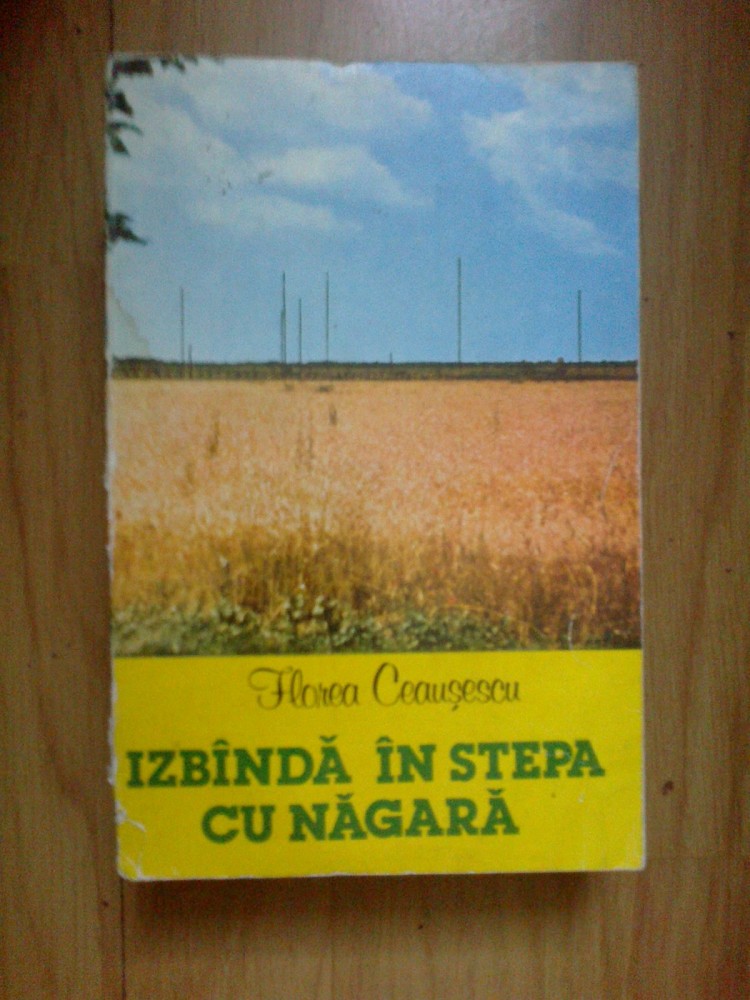 Florea Ceaușescu
IZBÎNDĂ ÎN STEPA
CU NĂGARĂ